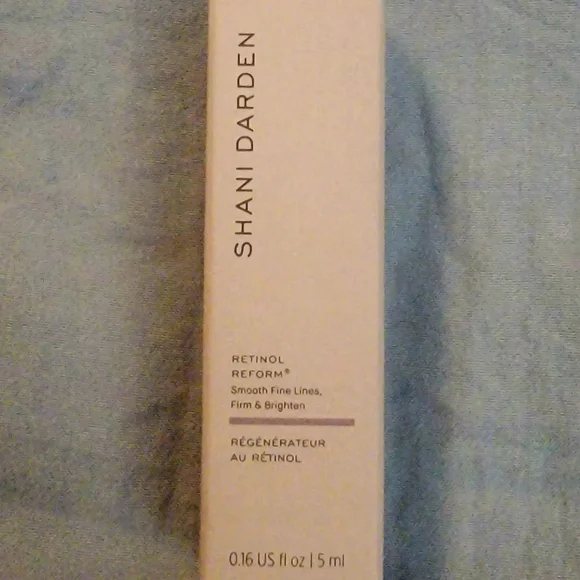 SHANI DARDEN
RETINOL
REFORM®
Smooth Fine Lines,
Firm & Brighten
RÉGÉNÉRATEUR
AU RÉTINOL
0.16 US fl oz | 5 ml